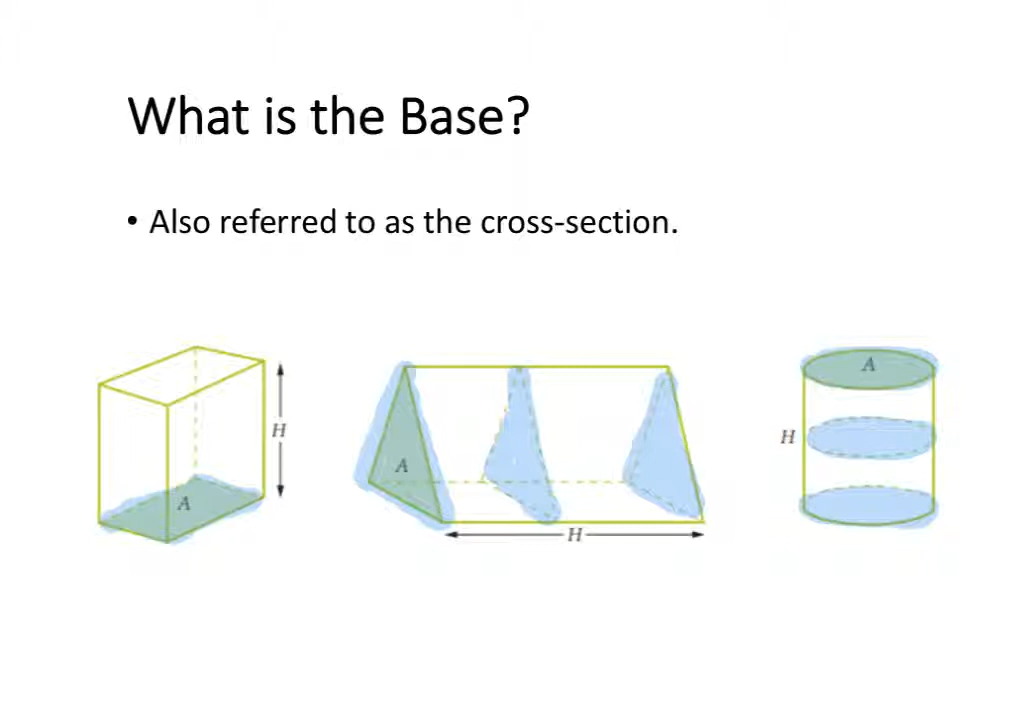 What is the Base?
• Also referred to as the cross-section.
A
H
A
H
A
H